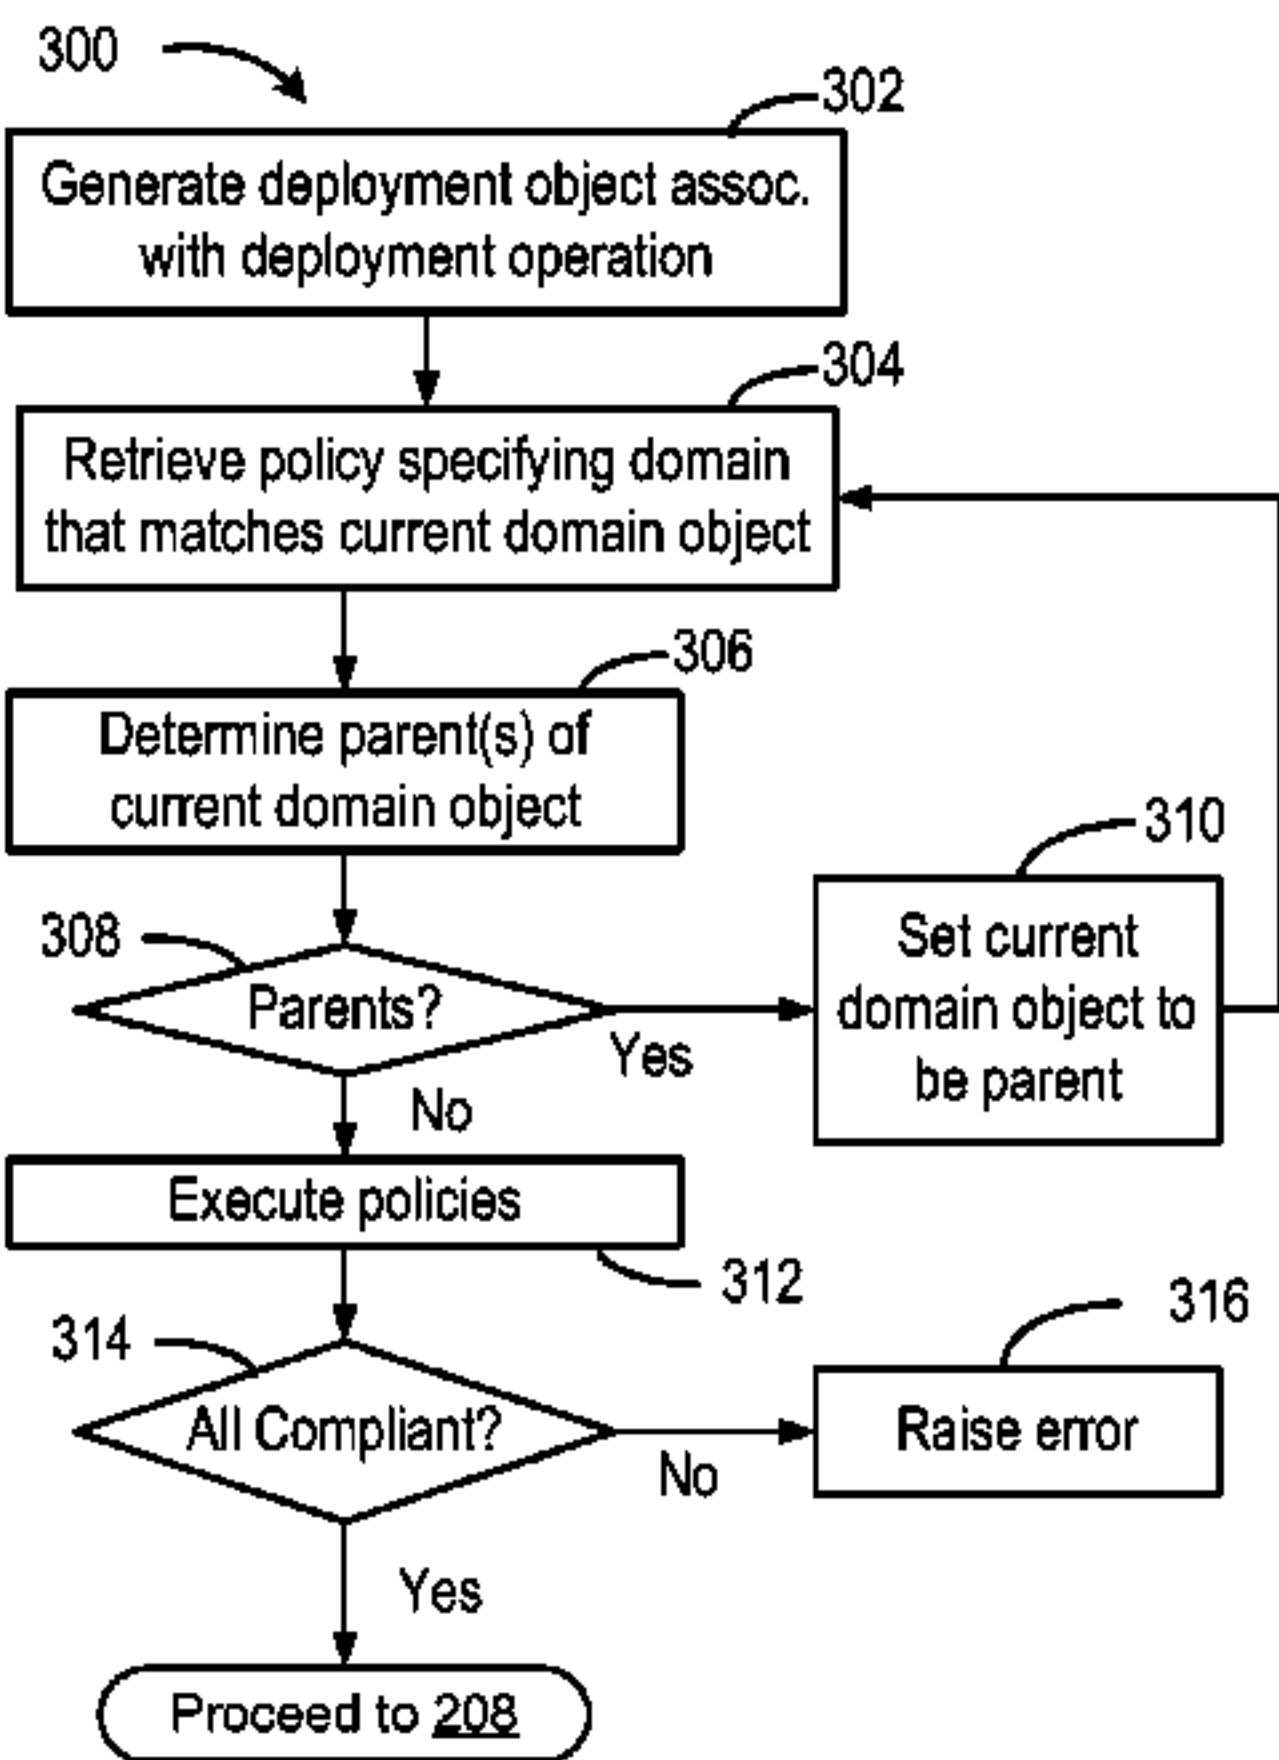 300
302
Generate deployment object assoc.
with deployment operation
304
Retrieve policy specifying domain
that matches current domain object
306
Determine parent(s) of
current domain object
308
Parents?
Yes
310
Set current
domain object to
be parent
No
Execute policies
312
314
All Compliant?
No
316
Raise error
Yes
Proceed to 208